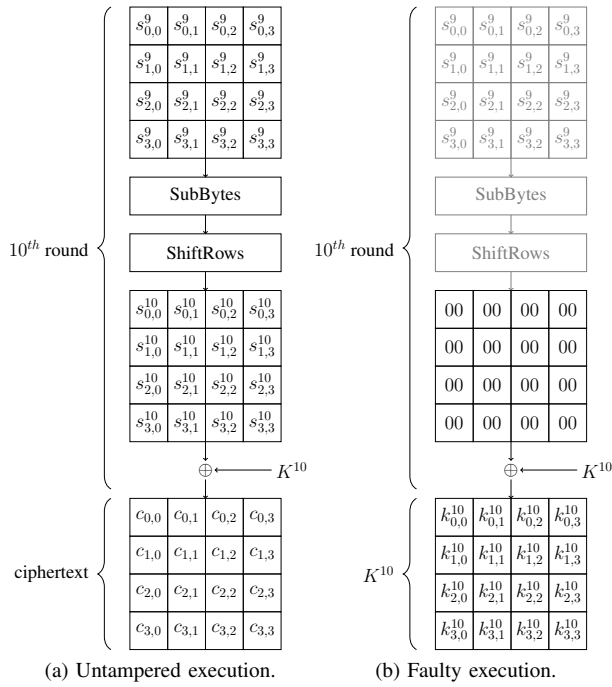 s^9_{0,0} s^9_{0,1} s^9_{0,2} s^9_{0,3}
s^9_{1,0} s^9_{1,1} s^9_{1,2} s^9_{1,3}
s^9_{2,0} s^9_{2,1} s^9_{2,2} s^9_{2,3}
s^9_{3,0} s^9_{3,1} s^9_{3,2} s^9_{3,3}
SubBytes
10^{th} round
ShiftRows
s^{10}_{0,0} s^{10}_{0,1} s^{10}_{0,2} s^{10}_{0,3}
s^{10}_{1,0} s^{10}_{1,1} s^{10}_{1,2} s^{10}_{1,3}
s^{10}_{2,0} s^{10}_{2,1} s^{10}_{2,2} s^{10}_{2,3}
s^{10}_{3,0} s^{10}_{3,1} s^{10}_{3,2} s^{10}_{3,3}
⊕ K^{10}
c_{0,0} c_{0,1} c_{0,2} c_{0,3}
c_{1,0} c_{1,1} c_{1,2} c_{1,3}
ciphertext
c_{2,0} c_{2,1} c_{2,2} c_{2,3}
c_{3,0} c_{3,1} c_{3,2} c_{3,3}
(a) Untampered execution.
s^9_{0,0} s^9_{0,1} s^9_{0,2} s^9_{0,3}
s^9_{1,0} s^9_{1,1} s^9_{1,2} s^9_{1,3}
s^9_{2,0} s^9_{2,1} s^9_{2,2} s^9_{2,3}
s^9_{3,0} s^9_{3,1} s^9_{3,2} s^9_{3,3}
SubBytes
10^{th} round
ShiftRows
00 00 00 00
00 00 00 00
00 00 00 00
00 00 00 00
⊕ K^{10}
k^{10}_{0,0} k^{10}_{0,1} k^{10}_{0,2} k^{10}_{0,3}
k^{10}_{1,0} k^{10}_{1,1} k^{10}_{1,2} k^{10}_{1,3}
K^{10}
k^{10}_{2,0} k^{10}_{2,1} k^{10}_{2,2} k^{10}_{2,3}
k^{10}_{3,0} k^{10}_{3,1} k^{10}_{3,2} k^{10}_{3,3}
(b) Faulty execution.